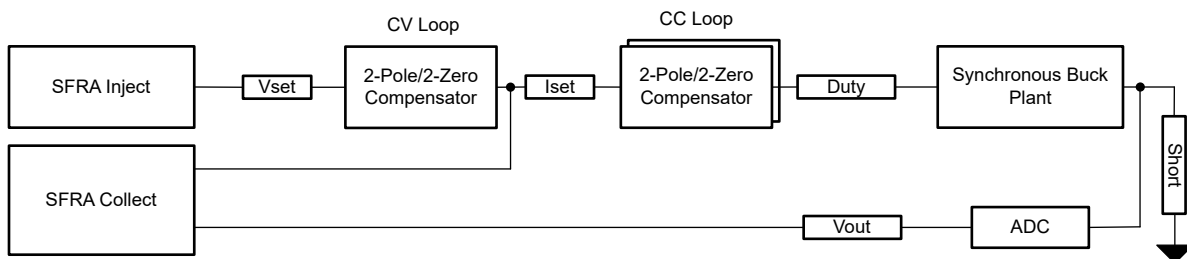 CV Loop
CC Loop
SFRA Inject
Vset
2-Pole/2-Zero
Compensator
Iset
2-Pole/2-Zero
Compensator
Duty
Synchronous Buck
Plant
Short
SFRA Collect
Vout
ADC